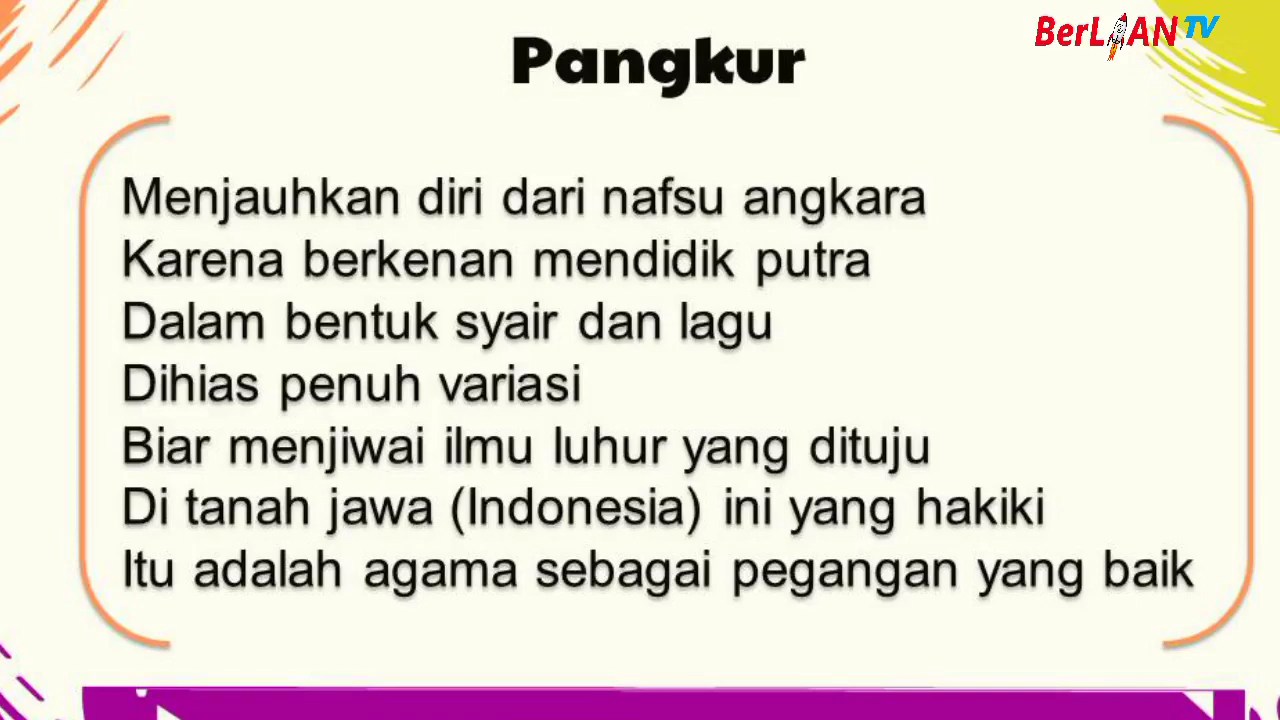 BerLIAN TV
Pangkur
Menjauhkan diri dari nafsu angkara
Karena berkenan mendidik putra
Dalam bentuk syair dan lagu
Dihias penuh variasi
Biar menjiwai ilmu luhur yang dituju
Di tanah jawa (Indonesia) ini yang hakiki
Itu adalah agama sebagai pegangan yang baik